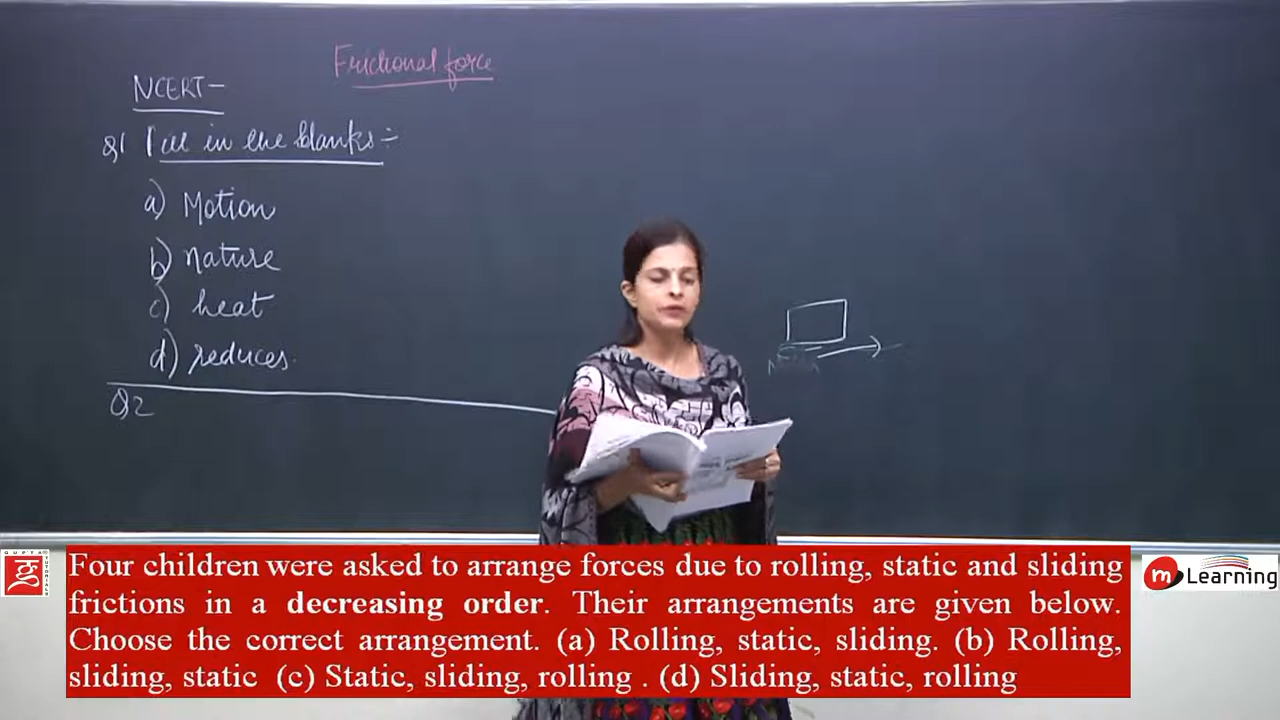 Frictional force
NCERT-
Q1 Fill in the blanks:-
a) Motion
b) nature
c) heat
d) reduces.
Q2
Four children were asked to arrange forces due to rolling, static and sliding
frictions in a decreasing order. Their arrangements are given below.
Choose the correct arrangement. (a) Rolling, static, sliding. (b) Rolling,
sliding, static (c) Static, sliding, rolling . (d) Sliding, static, rolling
GUPTA
m Learning